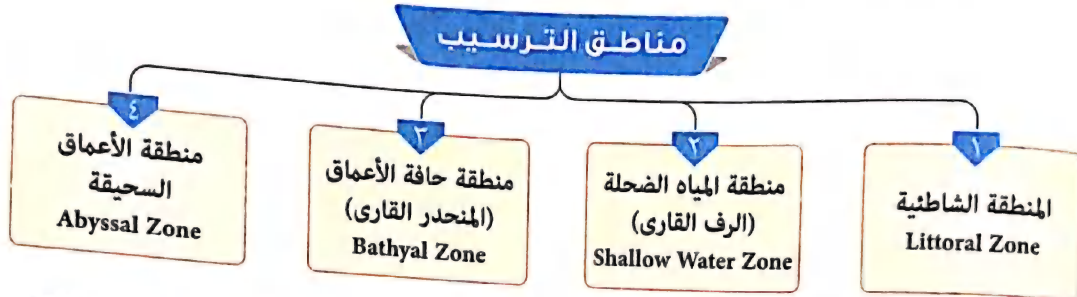 مناطق الترسيب
١
المنطقة الشاطئية
Littoral Zone
٢
منطقة المياه الضحلة
(الرف القارى)
Shallow Water Zone
٣
منطقة حافة الأعماق
(المنحدر القارى)
Bathyal Zone
٤
منطقة الأعماق
السحيقة
Abyssal Zone